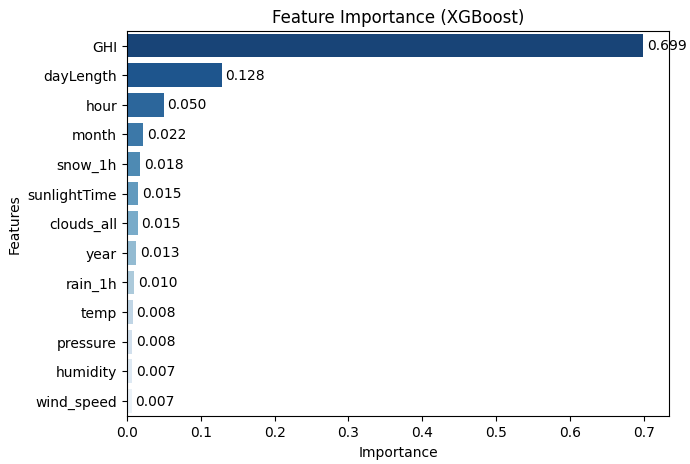 Feature Importance (XGBoost)
GHI 0.699
dayLength 0.128
hour 0.050
month 0.022
snow_1h 0.018
sunlightTime 0.015
clouds_all 0.015
year 0.013
rain_1h 0.010
temp 0.008
pressure 0.008
humidity 0.007
wind_speed 0.007
Features
0.0 0.1 0.2 0.3 0.4 0.5 0.6 0.7
Importance